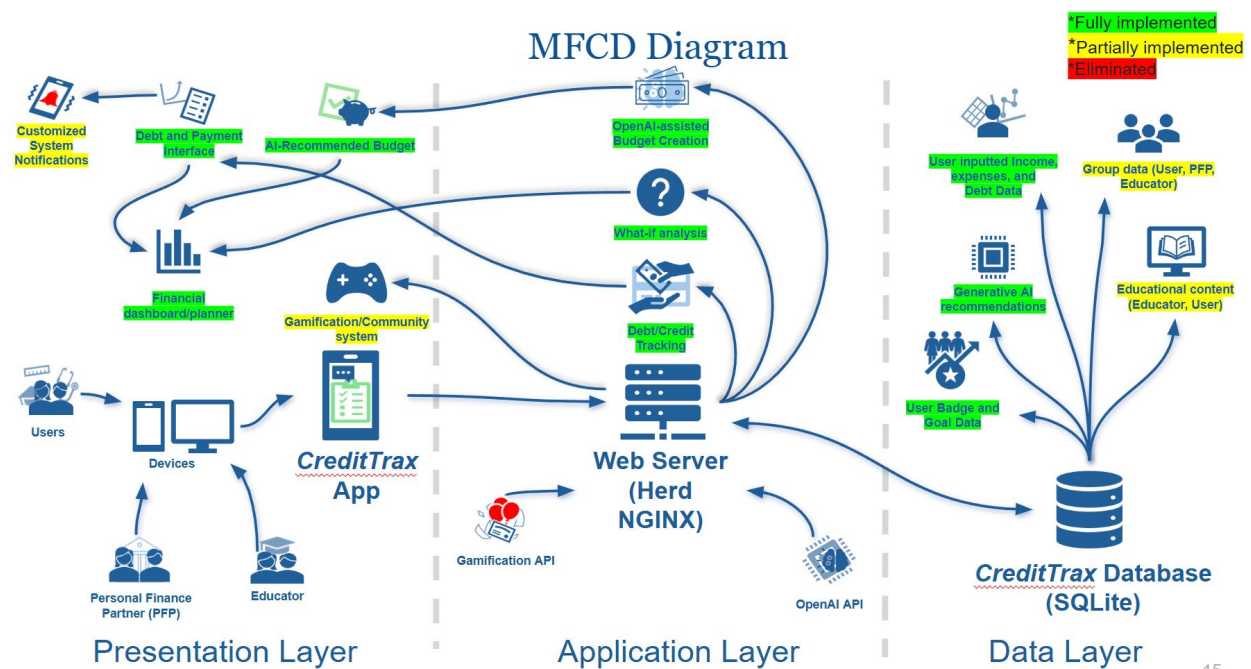 MFCD Diagram
*Fully implemented
*Partially implemented
*Eliminated
Customized
System
Notifications
Debt and Payment
Interface
AI-Recommended Budget
OpenAI-assisted
Budget Creation
User inputted Income,
expenses, and
Debt Data
Group data (User, PFP,
Educator)
What-if analysis
Financial
dashboard/planner
Gamification/Community
system
Debt/Credit
Tracking
Generative AI
recommendations
Educational content
(Educator, User)
User Badge and
Goal Data
Users
Devices
CreditTrax
App
Web Server
(Herd
NGINX)
Gamification API
OpenAI API
Personal Finance
Partner (PFP)
Educator
CreditTrax Database
(SQLite)
Presentation Layer
Application Layer
Data Layer
15